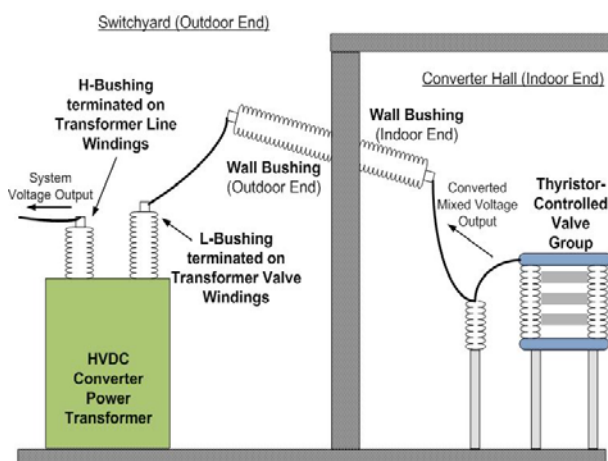 Switchyard (Outdoor End)
H-Bushing
terminated on
Transformer Line
Windings
System
Voltage Output
Wall Bushing
(Outdoor End)
L-Bushing
terminated on
Transformer Valve
Windings
HVDC
Converter
Power
Transformer
Converter Hall (Indoor End)
Wall Bushing
(Indoor End)
Converted
Mixed Voltage
Output
Thyristor-
Controlled
Valve
Group